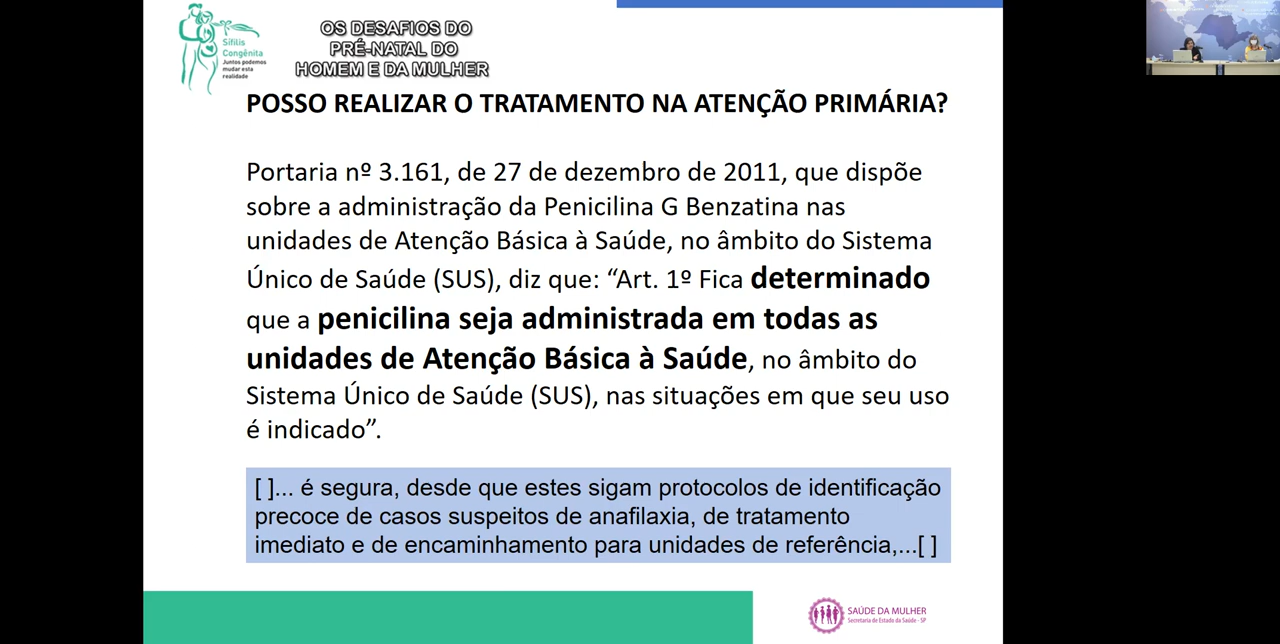 Sífilis
Congênita
Juntos podemos
mudar esta
realidade
OS DESAFIOS DO
PRÉ-NATAL DO
HOMEM E DA MULHER
POSSO REALIZAR O TRATAMENTO NA ATENÇÃO PRIMÁRIA?
Portaria nº 3.161, de 27 de dezembro de 2011, que dispõe
sobre a administração da Penicilina G Benzatina nas
unidades de Atenção Básica à Saúde, no âmbito do Sistema
Único de Saúde (SUS), diz que: “Art. 1º Fica determinado
que a penicilina seja administrada em todas as
unidades de Atenção Básica à Saúde, no âmbito do
Sistema Único de Saúde (SUS), nas situações em que seu uso
é indicado”.
[ ]... é segura, desde que estes sigam protocolos de identificação
precoce de casos suspeitos de anafilaxia, de tratamento
imediato e de encaminhamento para unidades de referência,...[ ]
SAÚDE DA MULHER
Secretaria de Estado da Saúde - SP